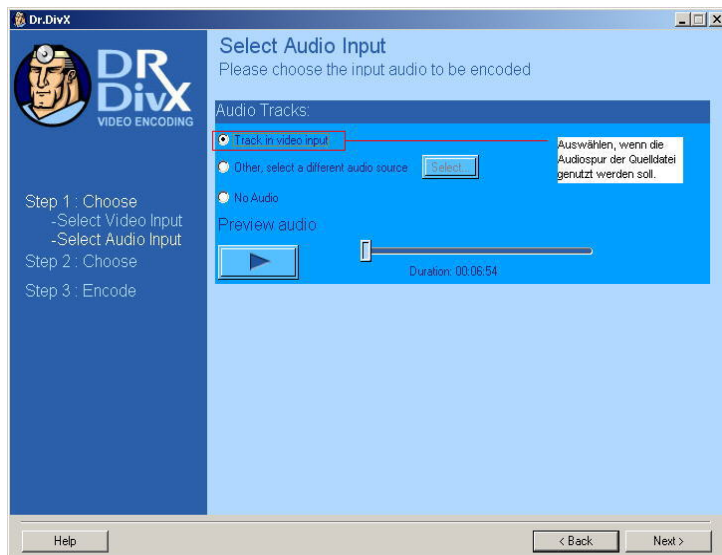 Dr.DivX
DR
DivX
VIDEO ENCODING
Select Audio Input
Please choose the input audio to be encoded
Step 1 : Choose
-Select Video Input
-Select Audio Input
Step 2 : Choose
Step 3 : Encode
Audio Tracks:
Track in video input
Other, select a different audio source
Select...
No Audio
Auswählen, wenn die
Audiospur der Quelldatei
genutzt werden soll.
Preview audio
Duration: 00:06:54
Help
< Back
Next >